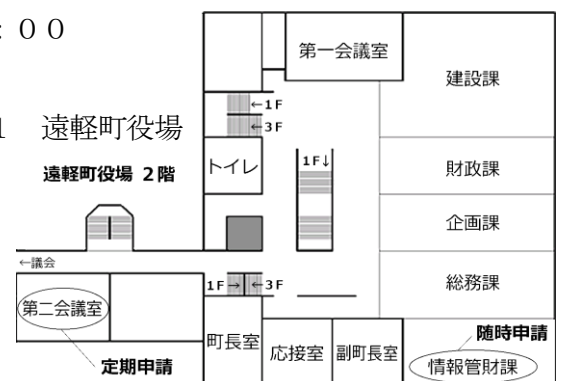 :００
第一会議室
建設課
←1F
←3F
1 遠軽町役場
遠軽町役場 ２階
トイレ
1F↓
財政課
企画課
←議会
1F→
←3F
総務課
第二会議室
定期申請
町長室
応接室
副町長室
随時申請
情報管財課